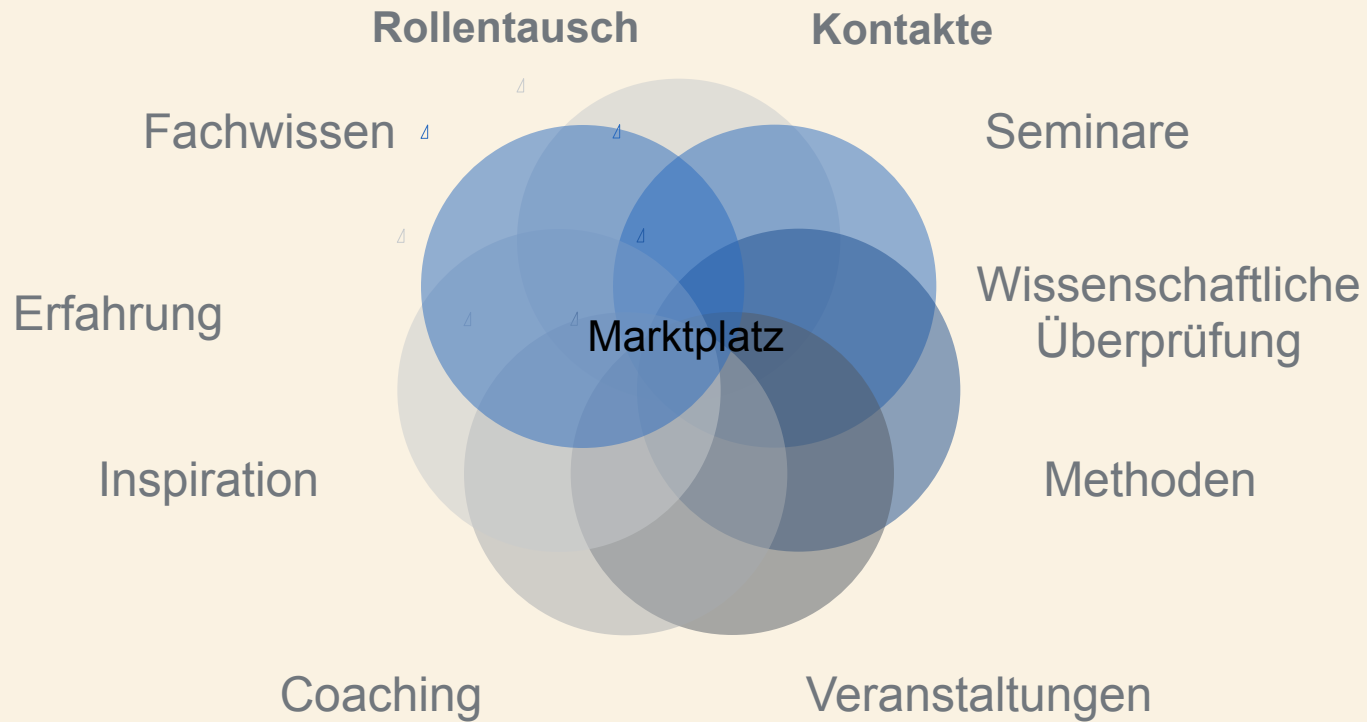 Rollentausch
Kontakte
Fachwissen
Seminare
Erfahrung
Wissenschaftliche
Überprüfung
Marktplatz
Inspiration
Methoden
Coaching
Veranstaltungen